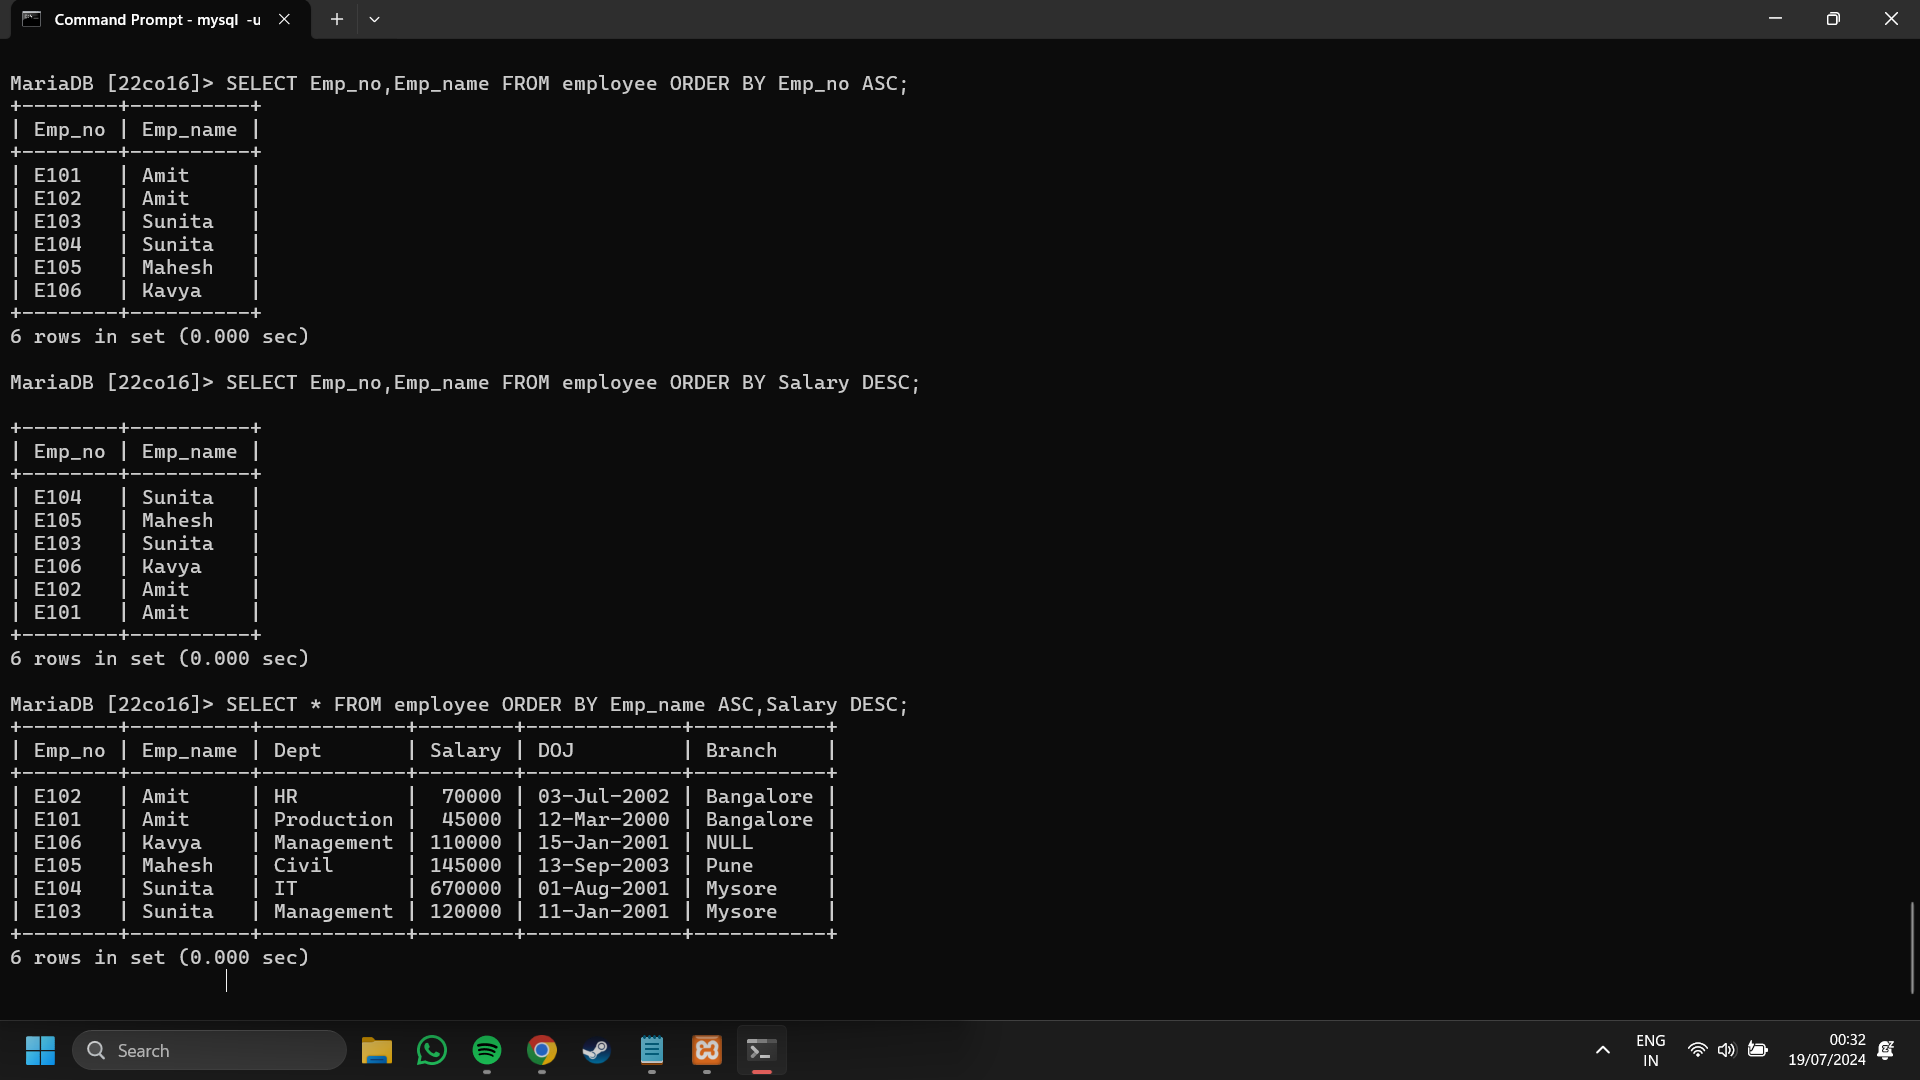 Command Prompt - mysql  -u
MariaDB [22co16]> SELECT Emp_no,Emp_name FROM employee ORDER BY Emp_no ASC;
+--------+----------+
| Emp_no | Emp_name |
+--------+----------+
| E101   | Amit     |
| E102   | Amit     |
| E103   | Sunita   |
| E104   | Sunita   |
| E105   | Mahesh   |
| E106   | Kavya    |
+--------+----------+
6 rows in set (0.000 sec)
MariaDB [22co16]> SELECT Emp_no,Emp_name FROM employee ORDER BY Salary DESC;
+--------+----------+
| Emp_no | Emp_name |
+--------+----------+
| E104   | Sunita   |
| E105   | Mahesh   |
| E103   | Sunita   |
| E106   | Kavya    |
| E102   | Amit     |
| E101   | Amit     |
+--------+----------+
6 rows in set (0.000 sec)
MariaDB [22co16]> SELECT * FROM employee ORDER BY Emp_name ASC,Salary DESC;
+--------+----------+------------+--------+-------------+-----------+
| Emp_no | Emp_name | Dept       | Salary | DOJ         | Branch    |
+--------+----------+------------+--------+-------------+-----------+
| E102   | Amit     | HR         |  70000 | 03-Jul-2002 | Bangalore |
| E101   | Amit     | Production |  45000 | 12-Mar-2000 | Bangalore |
| E106   | Kavya    | Management | 110000 | 15-Jan-2001 | NULL      |
| E105   | Mahesh   | Civil      | 145000 | 13-Sep-2003 | Pune      |
| E104   | Sunita   | IT         | 670000 | 01-Aug-2001 | Mysore    |
| E103   | Sunita   | Management | 120000 | 11-Jan-2001 | Mysore    |
+--------+----------+------------+--------+-------------+-----------+
6 rows in set (0.000 sec)
Search
ENG
IN
00:32
19/07/2024